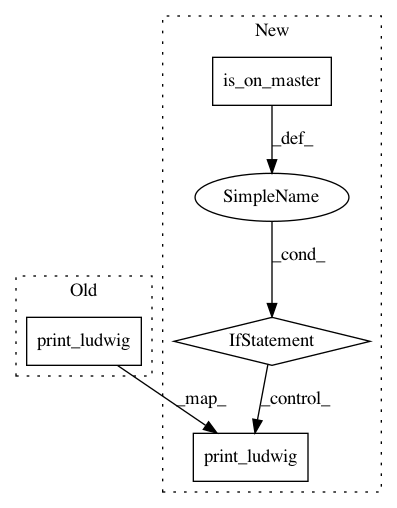 New
is_on_master
_def_
SimpleName
_cond_
Old
IfStatement
print_ludwig
_map_
_control_
print_ludwig